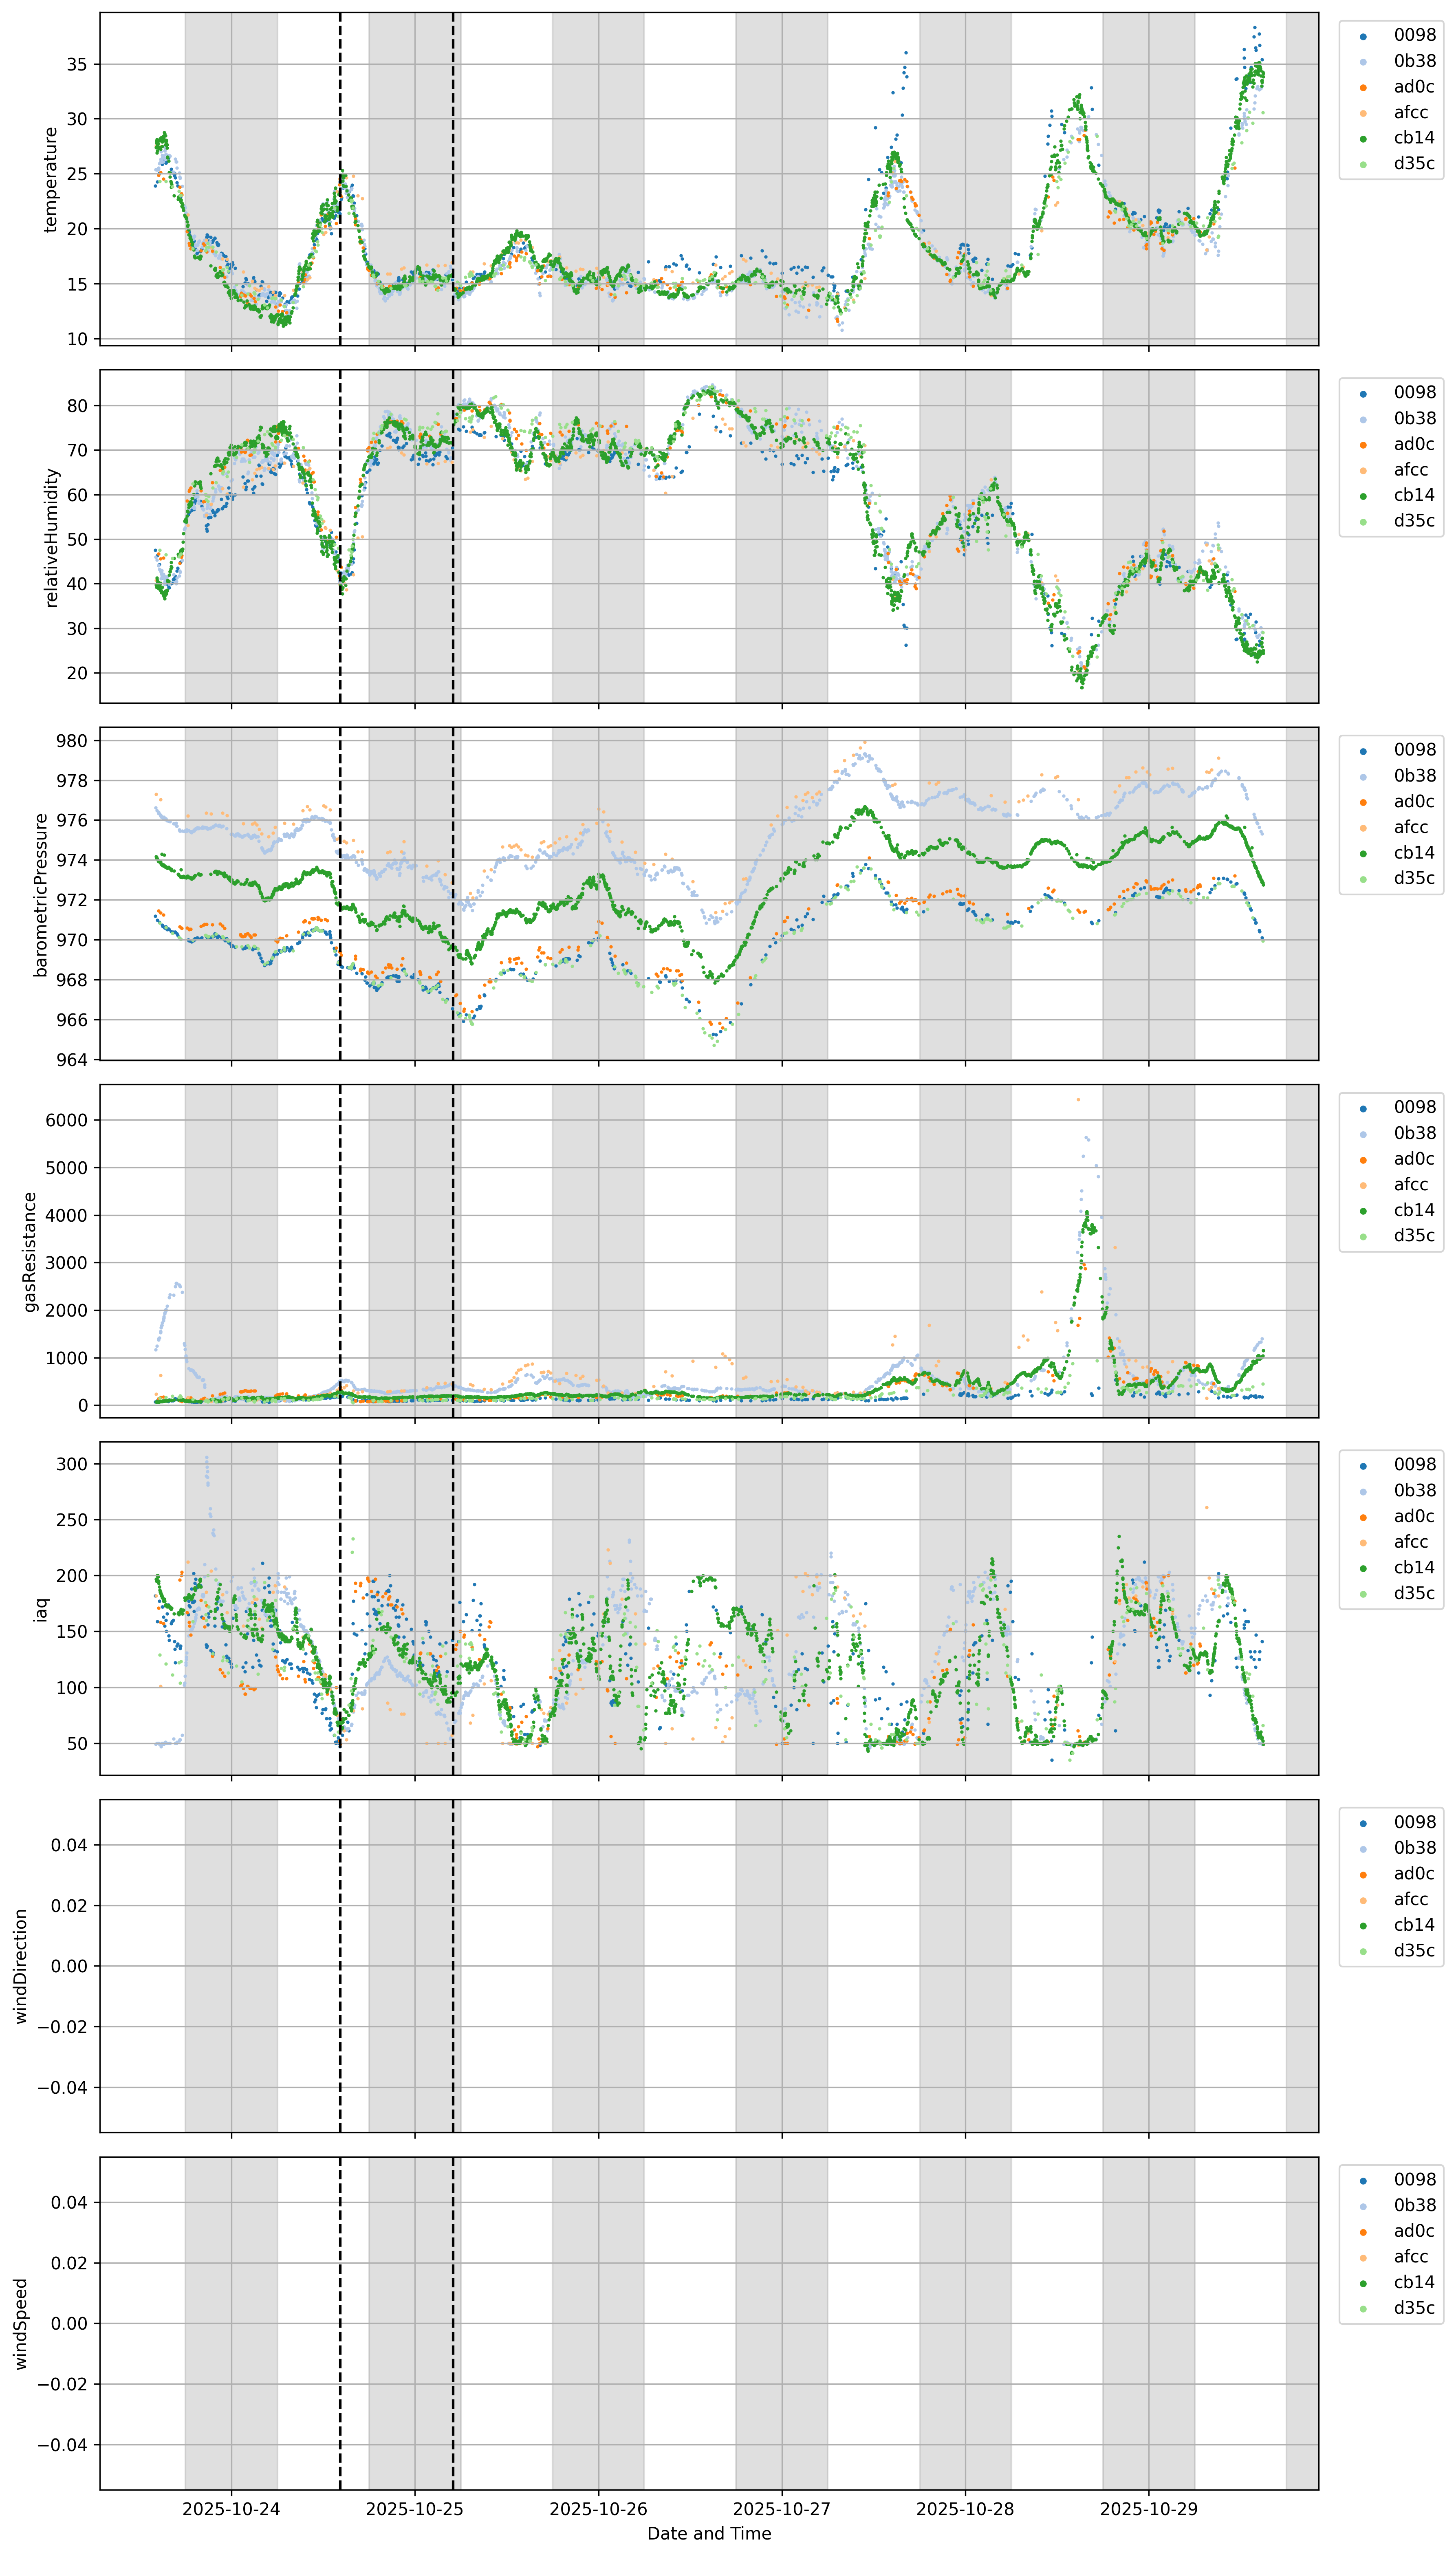 temperature
35
30
25
20
15
10
0098
0b38
ad0c
afcc
cb14
d35c
relativeHumidity
80
70
60
50
40
30
20
0098
0b38
ad0c
afcc
cb14
d35c
barometricPressure
980
978
976
974
972
970
968
966
964
0098
0b38
ad0c
afcc
cb14
d35c
gasResistance
6000
5000
4000
3000
2000
1000
0
0098
0b38
ad0c
afcc
cb14
d35c
iaq
300
250
200
150
100
50
0098
0b38
ad0c
afcc
cb14
d35c
windDirection
0.04
0.02
0.00
−0.02
−0.04
0098
0b38
ad0c
afcc
cb14
d35c
windSpeed
0.04
0.02
0.00
−0.02
−0.04
0098
0b38
ad0c
afcc
cb14
d35c
2025-10-24 2025-10-25 2025-10-26 2025-10-27 2025-10-28 2025-10-29
Date and Time